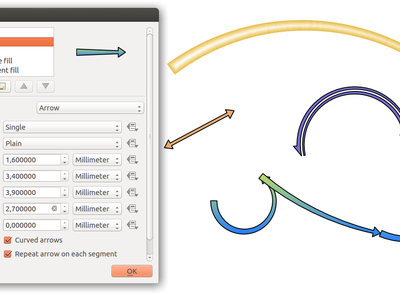 e fill
ent fill
Arrow
Single
Plain
1,600000 Millimeter
3,400000 Millimeter
3,900000 Millimeter
2,700000 Millimeter
0,000000 Millimeter
Curved arrows
Repeat arrow on each segment
OK